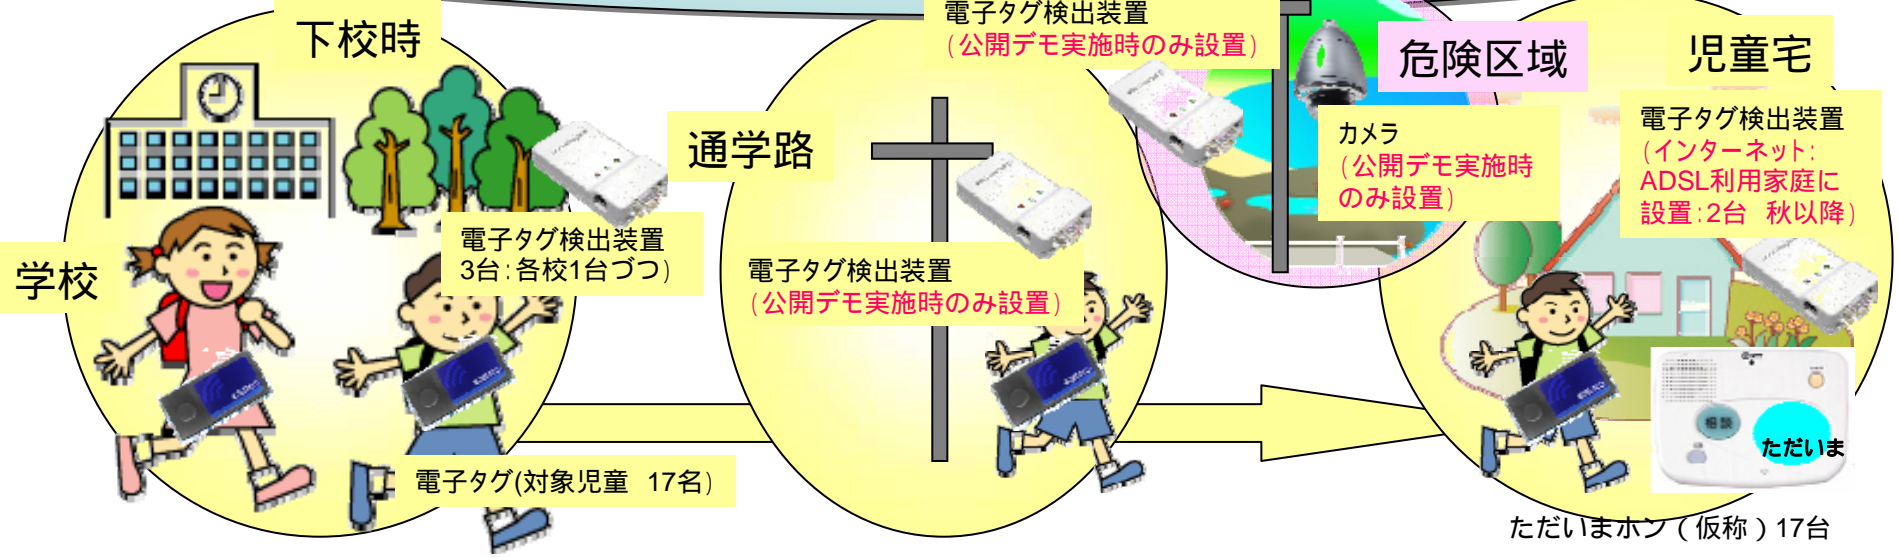 下校時
学校
電子タグ検出装置
3台:各校1台づつ)
電子タグ(対象児童 17名)
通学路
電子タグ検出装置
(公開デモ実施時のみ設置)
電子タグ検出装置
(公開デモ実施時のみ設置)
危険区域
カメラ
(公開デモ実施時
のみ設置)
児童宅
電子タグ検出装置
(インターネット:
ADSL利用家庭に
設置:2台 秋以降)
相談
ただいま
ただいまホン(仮称)17台